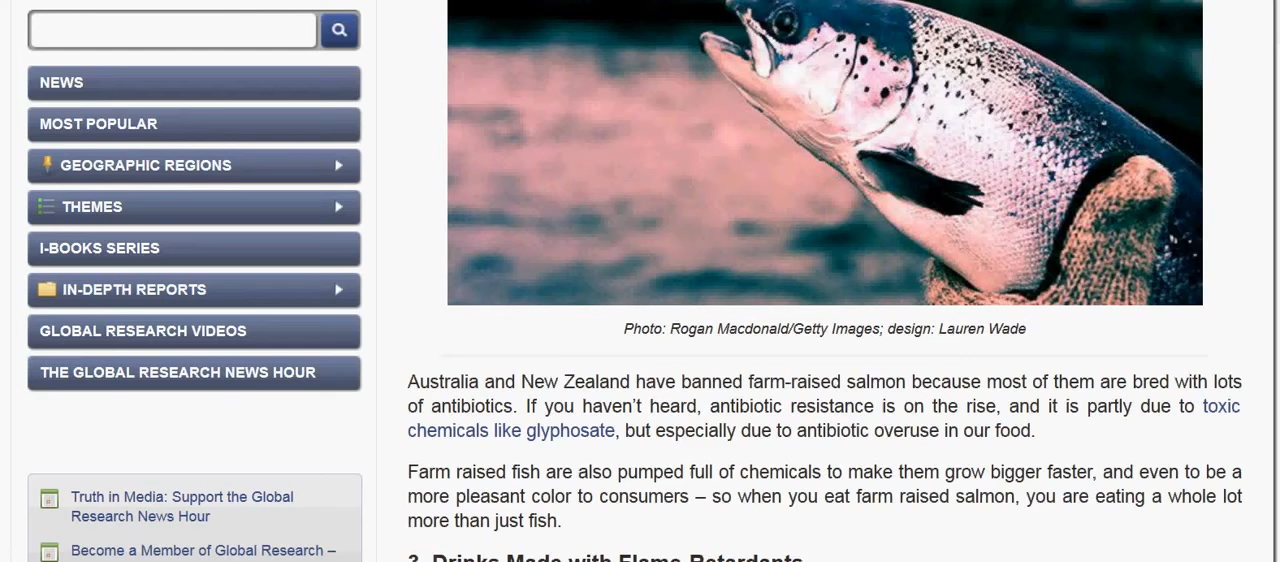 NEWS
MOST POPULAR
GEOGRAPHIC REGIONS
THEMES
I-BOOKS SERIES
IN-DEPTH REPORTS
GLOBAL RESEARCH VIDEOS
THE GLOBAL RESEARCH NEWS HOUR
Truth in Media: Support the Global
Research News Hour
Become a Member of Global Research –
Photo: Rogan Macdonald/Getty Images; design: Lauren Wade
Australia and New Zealand have banned farm-raised salmon because most of them are bred with lots
of antibiotics. If you haven’t heard, antibiotic resistance is on the rise, and it is partly due to toxic
chemicals like glyphosate, but especially due to antibiotic overuse in our food.
Farm raised fish are also pumped full of chemicals to make them grow bigger faster, and even to be a
more pleasant color to consumers – so when you eat farm raised salmon, you are eating a whole lot
more than just fish.
3. Drinks Made with Flame Retardants